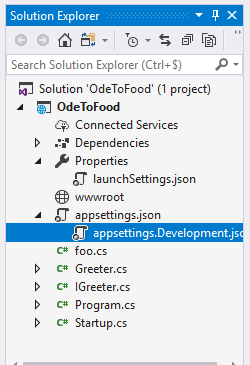 Solution Explorer
Search Solution Explorer (Ctrl+$)
Solution 'OdeToFood' (1 project)
OdeToFood
Connected Services
Dependencies
Properties
launchSettings.json
wwwroot
appsettings.json
appsettings.Development.jso
C# foo.cs
C# Greeter.cs
C# IGreeter.cs
C# Program.cs
C# Startup.cs